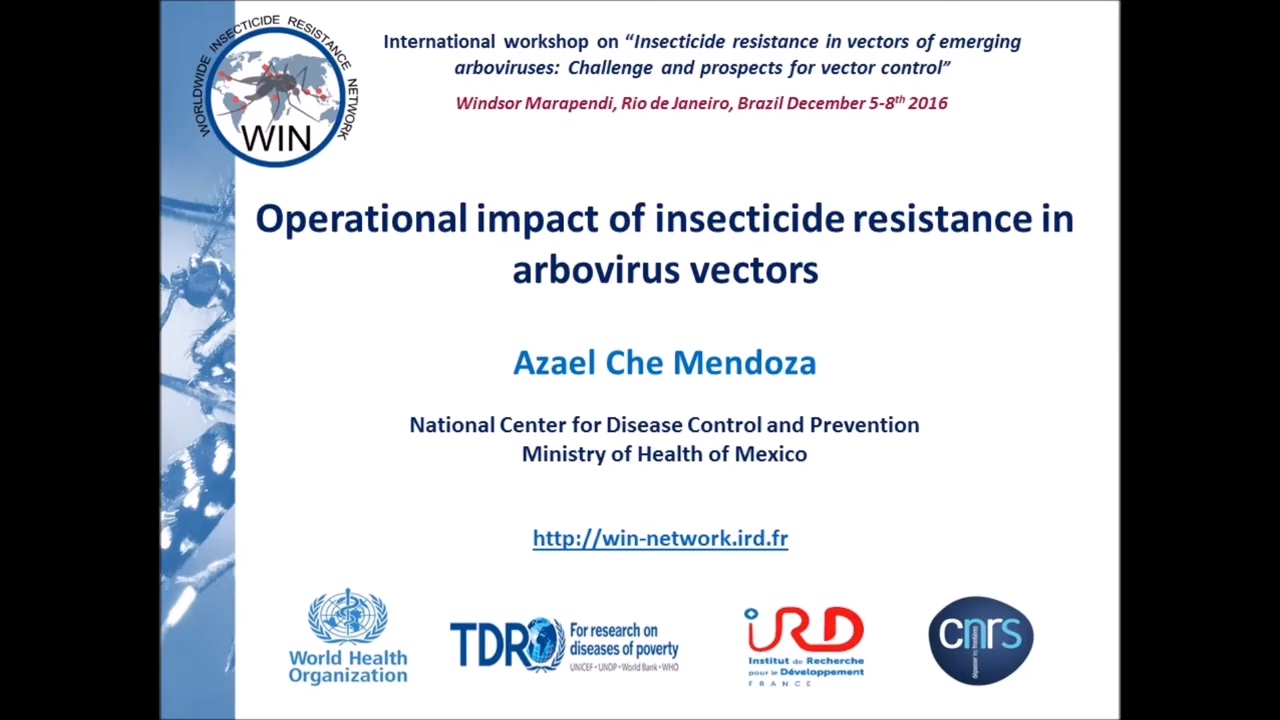 WORLDWIDE INSECTICIDE RESISTANCE NETWORK
WIN
International workshop on “Insecticide resistance in vectors of emerging
arboviruses: Challenge and prospects for vector control”
Windsor Marapendi, Rio de Janeiro, Brazil December 5-8th 2016
Operational impact of insecticide resistance in
arbovirus vectors
Azael Che Mendoza
National Center for Disease Control and Prevention
Ministry of Health of Mexico
http://win-network.ird.fr
World Health
Organization
TDR
For research on
diseases of poverty
UNICEF • UNDP • World Bank • WHO
iRD
Institut de Recherche
pour le Développement
FRANCE
cnrs
dépasser les frontières